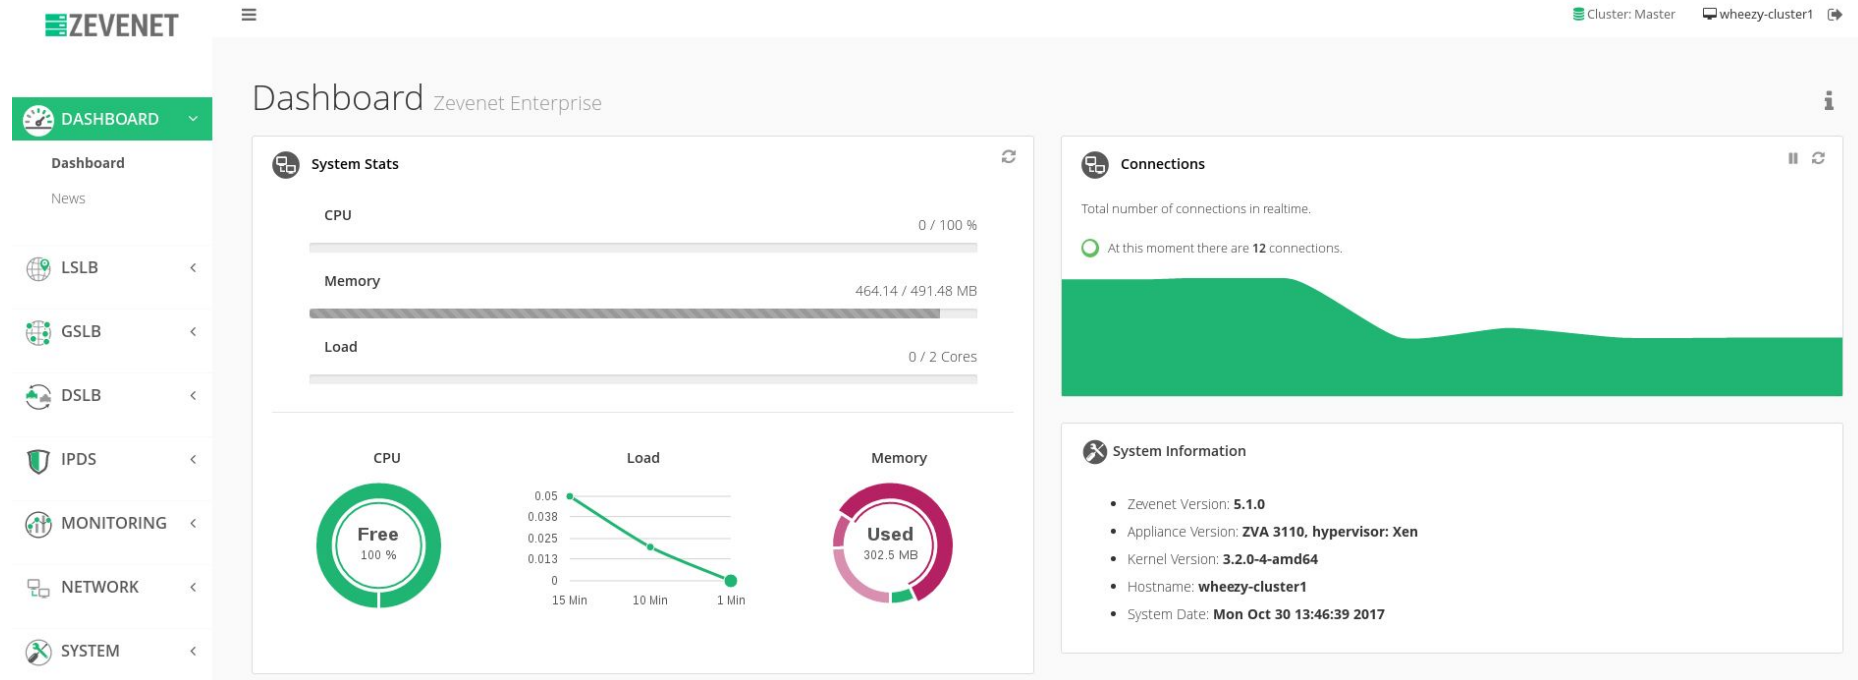 ZEVENET
Cluster: Master
wheezy-cluster1
DASHBOARD
Dashboard
News
LSLB
GSLB
DSLB
IPDS
MONITORING
NETWORK
SYSTEM
Dashboard Zevenet Enterprise
System Stats
CPU
0 / 100 %
Memory
464.14 / 491.48 MB
Load
0 / 2 Cores
CPU
Free
100 %
Load
0.05
0.038
0.025
0.013
0
15 Min 10 Min 1 Min
Memory
Used
302.5 MB
Connections
Total number of connections in realtime.
At this moment there are 12 connections.
System Information
Zevenet Version: 5.1.0
Appliance Version: ZVA 3110, hypervisor: Xen
Kernel Version: 3.2.0-4-amd64
Hostname: wheezy-cluster1
System Date: Mon Oct 30 13:46:39 2017